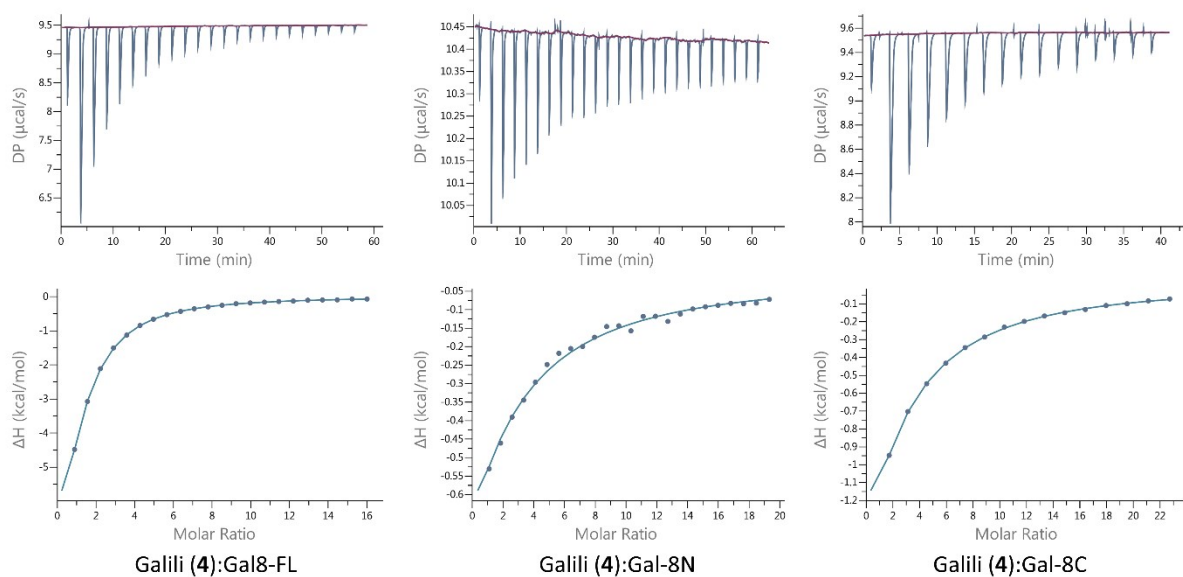 9.5
9
8.5
8
7.5
7
6.5
DP (µcal/s)
0 10 20 30 40 50 60
Time (min)
10.45
10.4
10.35
10.3
10.25
10.2
10.15
10.1
10.05
DP (µcal/s)
0 10 20 30 40 50 60
Time (min)
9.6
9.4
9.2
9
8.8
8.6
8.4
8.2
8
DP (µcal/s)
0 5 10 15 20 25 30 35 40
Time (min)
0
-1
-2
-3
-4
-5
ΔH (kcal/mol)
0 2 4 6 8 10 12 14 16
Molar Ratio
Galili (4):Gal8-FL
-0.05
-0.1
-0.15
-0.2
-0.25
-0.3
-0.35
-0.4
-0.45
-0.5
-0.55
-0.6
ΔH (kcal/mol)
0 2 4 6 8 10 12 14 16 18 20
Molar Ratio
Galili (4):Gal-8N
-0.1
-0.2
-0.3
-0.4
-0.5
-0.6
-0.7
-0.8
-0.9
-1
-1.1
-1.2
ΔH (kcal/mol)
0 2 4 6 8 10 12 14 16 18 20 22
Molar Ratio
Galili (4):Gal-8C